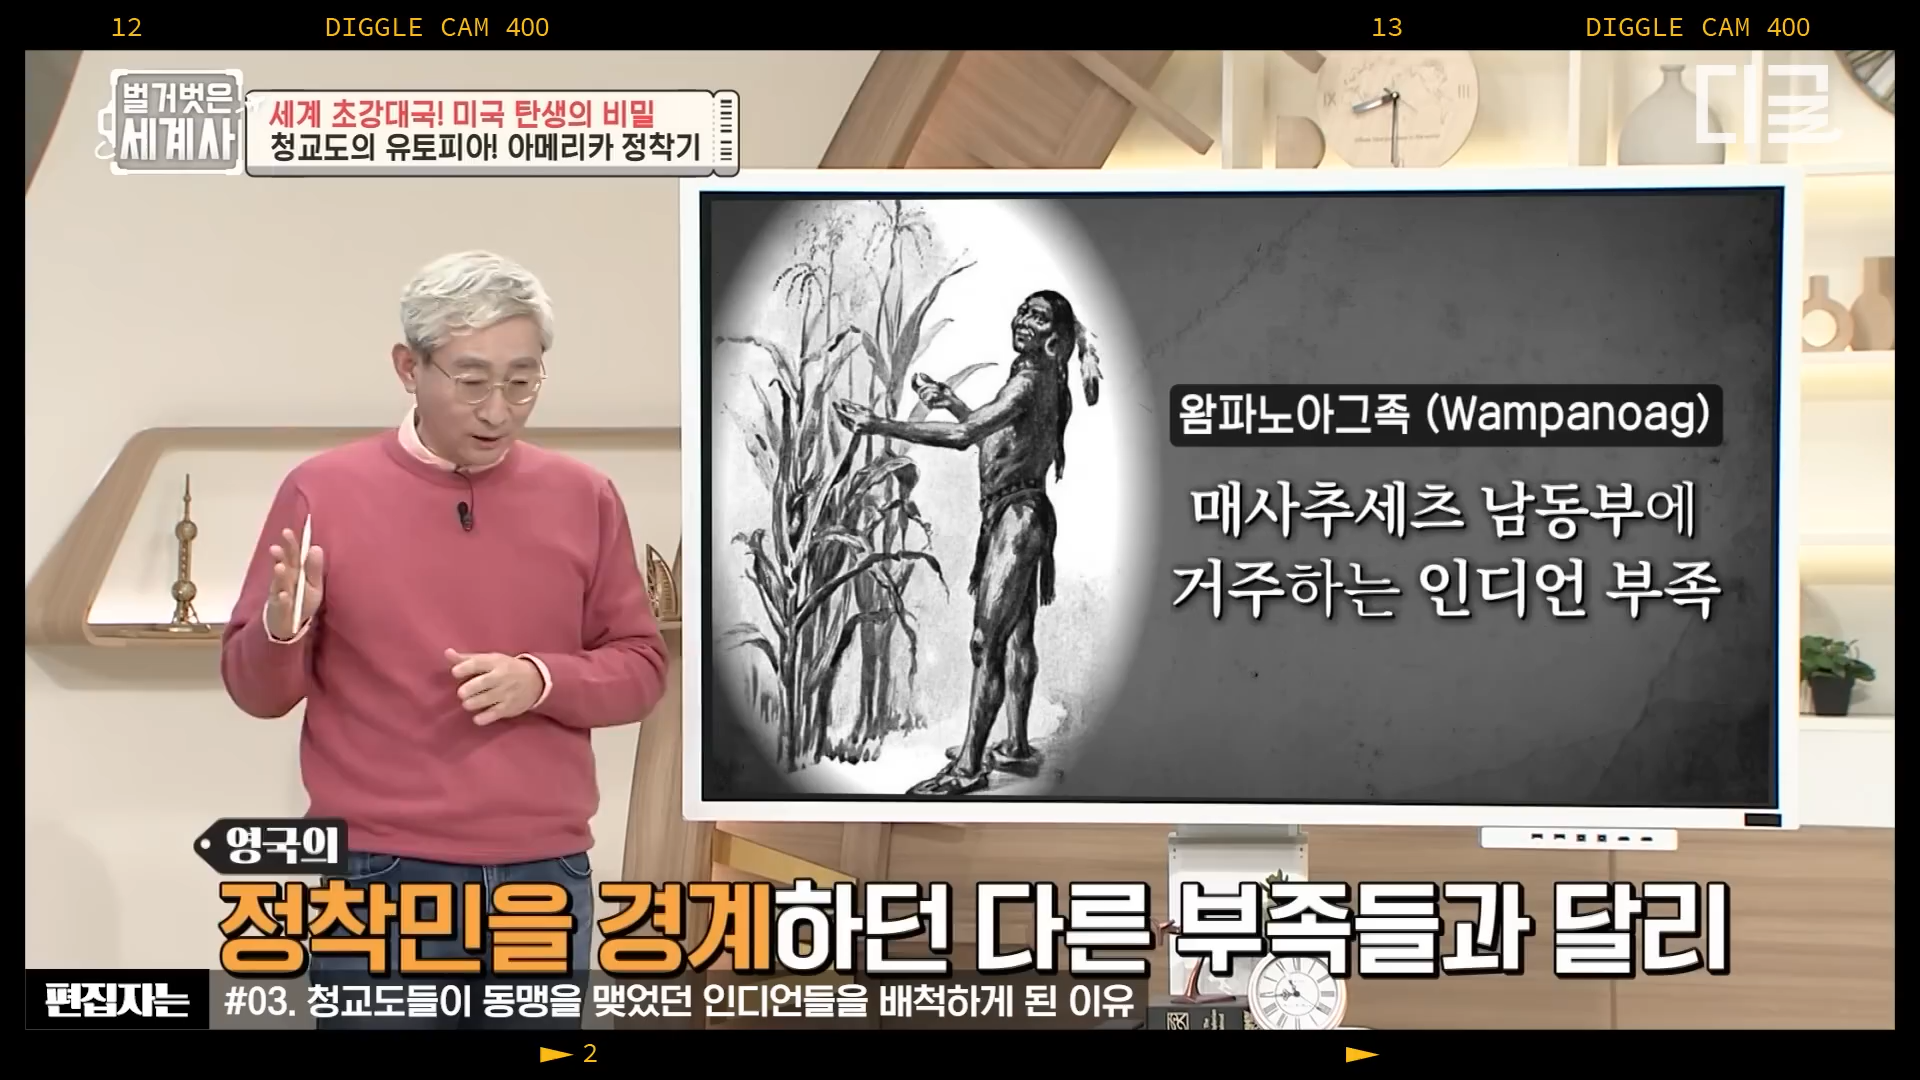 12 DIGGLE CAM 400 13 DIGGLE CAM 400
벌거벗은
세계사
세계 초강대국! 미국 탄생의 비밀
청교도의 유토피아! 아메리카 정착기
디글
IX III
왐파노아그족 (Wampanoag)
매사추세츠 남동부에
거주하는 인디언 부족
영국의
정착민을 경계하던 다른 부족들과 달리
편집자는 #03. 청교도들이 동맹을 맺었던 인디언들을 배척하게 된 이유
2